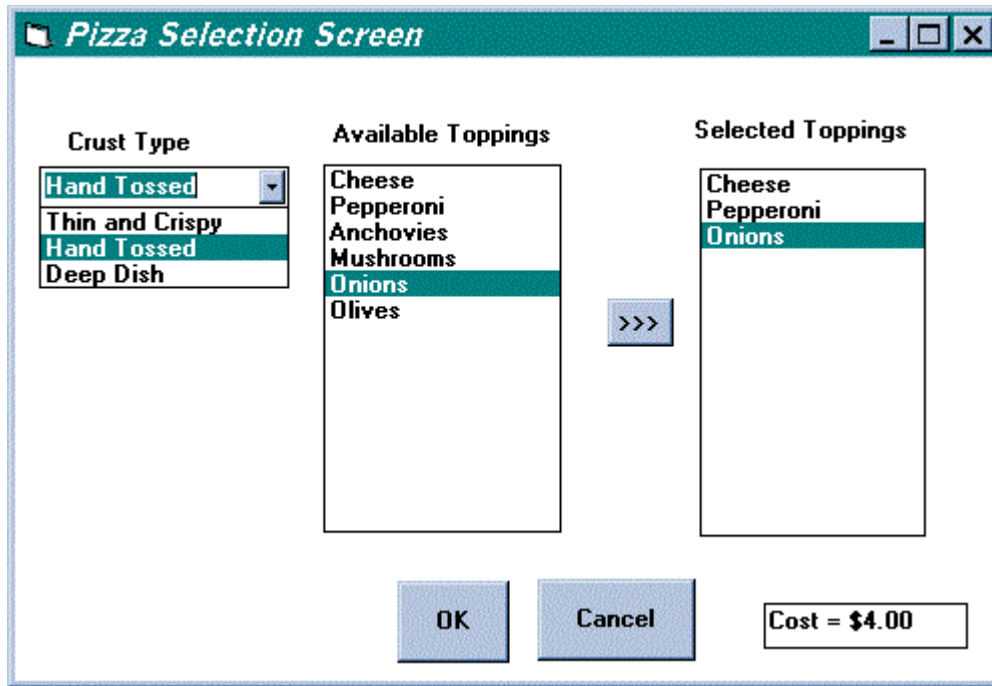 Pizza Selection Screen
Crust Type
Hand Tossed
Thin and Crispy
Hand Tossed
Deep Dish
Available Toppings
Cheese
Pepperoni
Anchovies
Mushrooms
Onions
Olives
>>>
Selected Toppings
Cheese
Pepperoni
Onions
OK
Cancel
Cost = $4.00